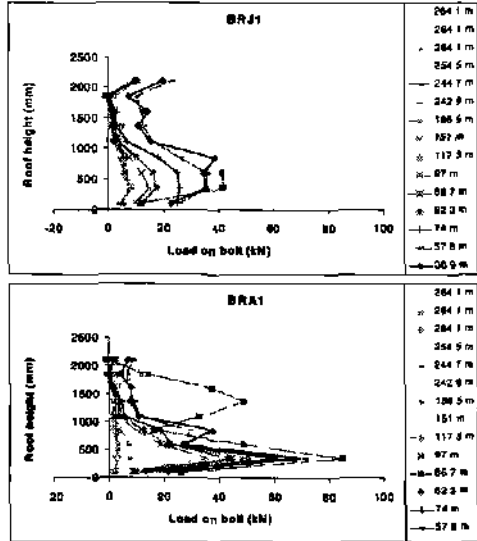 BRJ1
Roof height (mm)
2500
2000
1500
1000
500
0
-20 0 20 40 60 80 100
Load on bolt (kN)
264 1 m
264 1 m
264 1 m
254 5 m
244 7 m
242 9 m
151 m
117 3 m
97 m
62 3 m
74 m
57 8 m
36 9 m
BRA1
Roof height (mm)
2500
2000
1500
1000
500
0
-20 0 20 40 60 80 100
Load on bolt (kN)
264 1 m
264 1 m
264 1 m
254 5 m
244 7 m
242 9 m
151 m
117 3 m
97 m
62 3 m
74 m
57 8 m